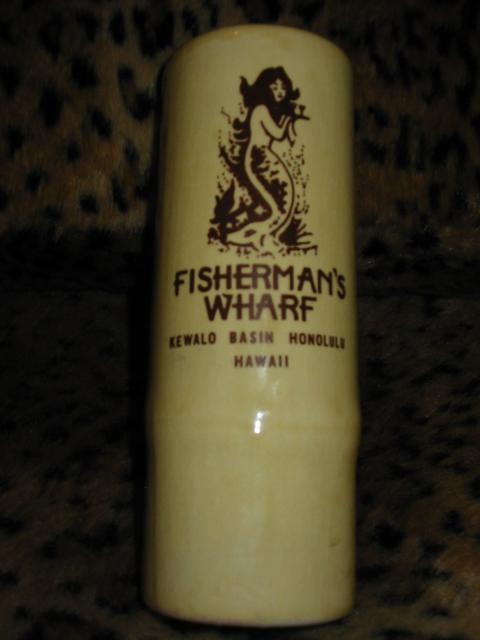 FISHERMAN'S
WHARF
KEWALO BASIN HONOLULU
HAWAII